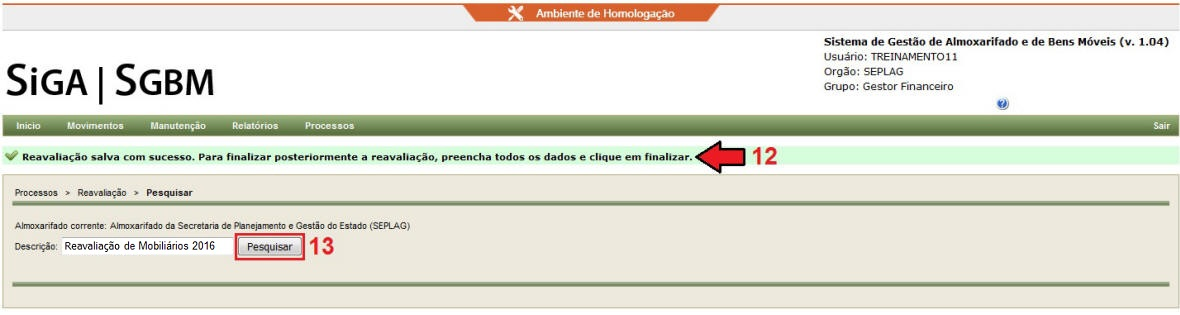 Ambiente de Homologação
Sistema de Gestão de Almoxarifado e de Bens Móveis (v. 1.04)
Usuário: TREINAMENTO11
Orgão: SEPLAG
Grupo: Gestor Financeiro
?
SIGA | SGBM
Início Movimentos Manutenção Relatórios Processos Sair
Reavaliação salva com sucesso. Para finalizar posteriormente a reavaliação, preencha todos os dados e clique em finalizar. 12
Processos > Reavaliação > Pesquisar
Almoxarifado corrente: Almoxarifado da Secretaria de Planejamento e Gestão do Estado (SEPLAG)
Descrição: Reavaliação de Mobiliários 2016 Pesquisar 13